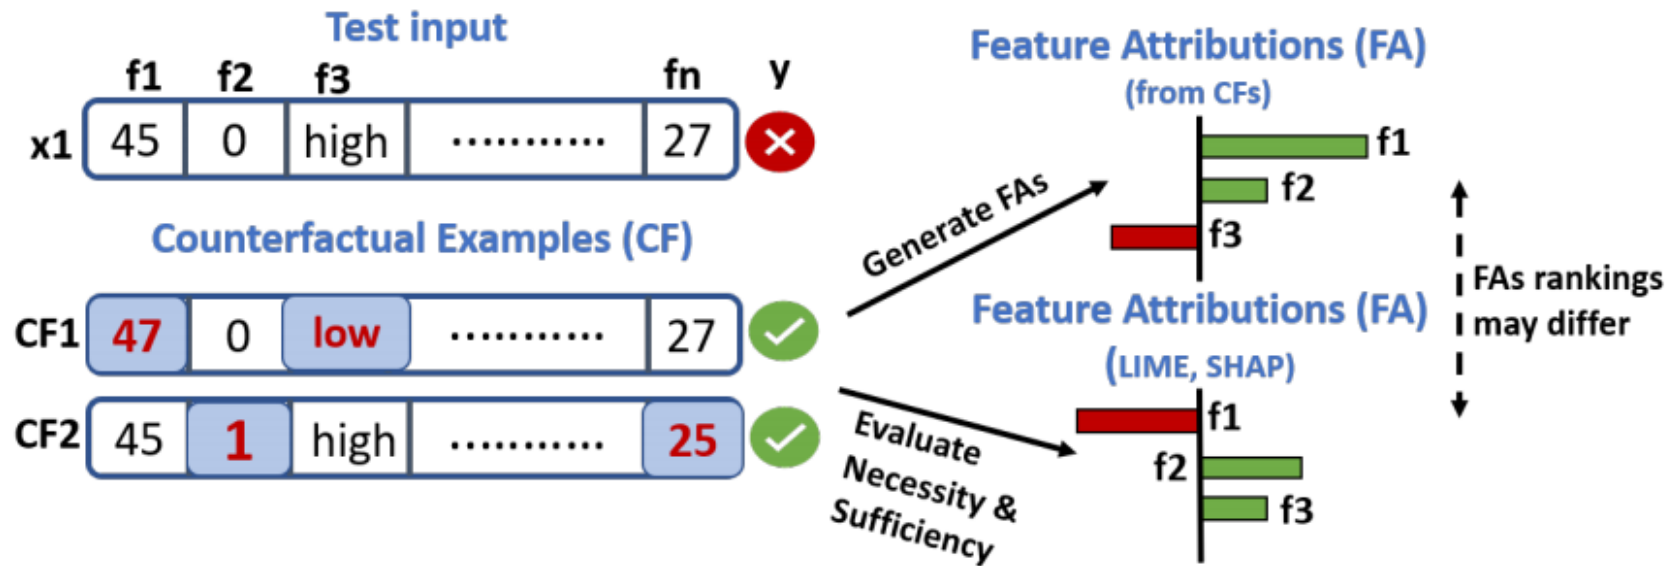 Test input
f1 f2 f3 fn y
x1 45 0 high ........... 27
Counterfactual Examples (CF)
CF1 47 0 low ........... 27
CF2 45 1 high ........... 25
Generate FAs
Evaluate
Necessity &
Sufficiency
Feature Attributions (FA)
(from CFs)
f1
f2
f3
Feature Attributions (FA)
(LIME, SHAP)
f1
f2
f3
FAs rankings
may differ